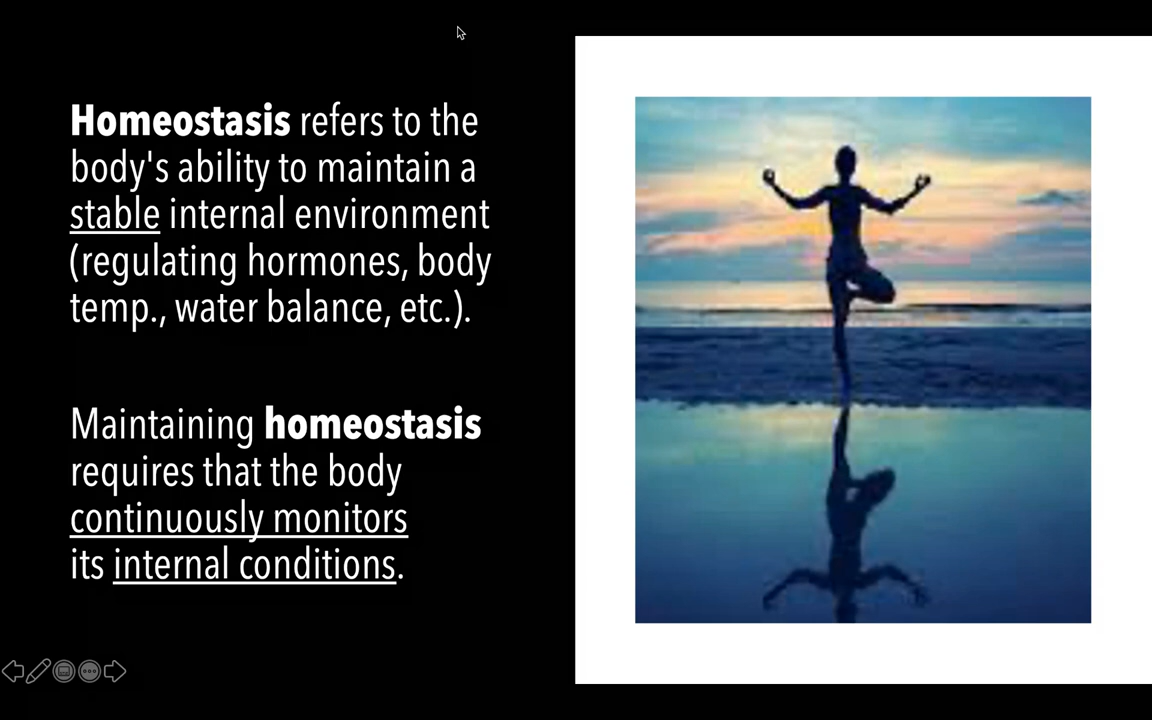 Homeostasis refers to the
body's ability to maintain a
stable internal environment
(regulating hormones, body
temp., water balance, etc.).
Maintaining homeostasis
requires that the body
continuously monitors
its internal conditions.